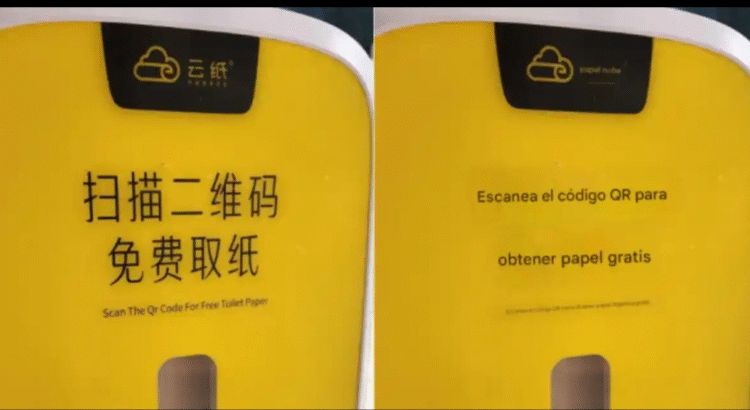 云纸
扫描二维码
免费取纸
Scan The Qr Code For Free Toilet Paper
papel nube
Escanea el código QR para
obtener papel gratis